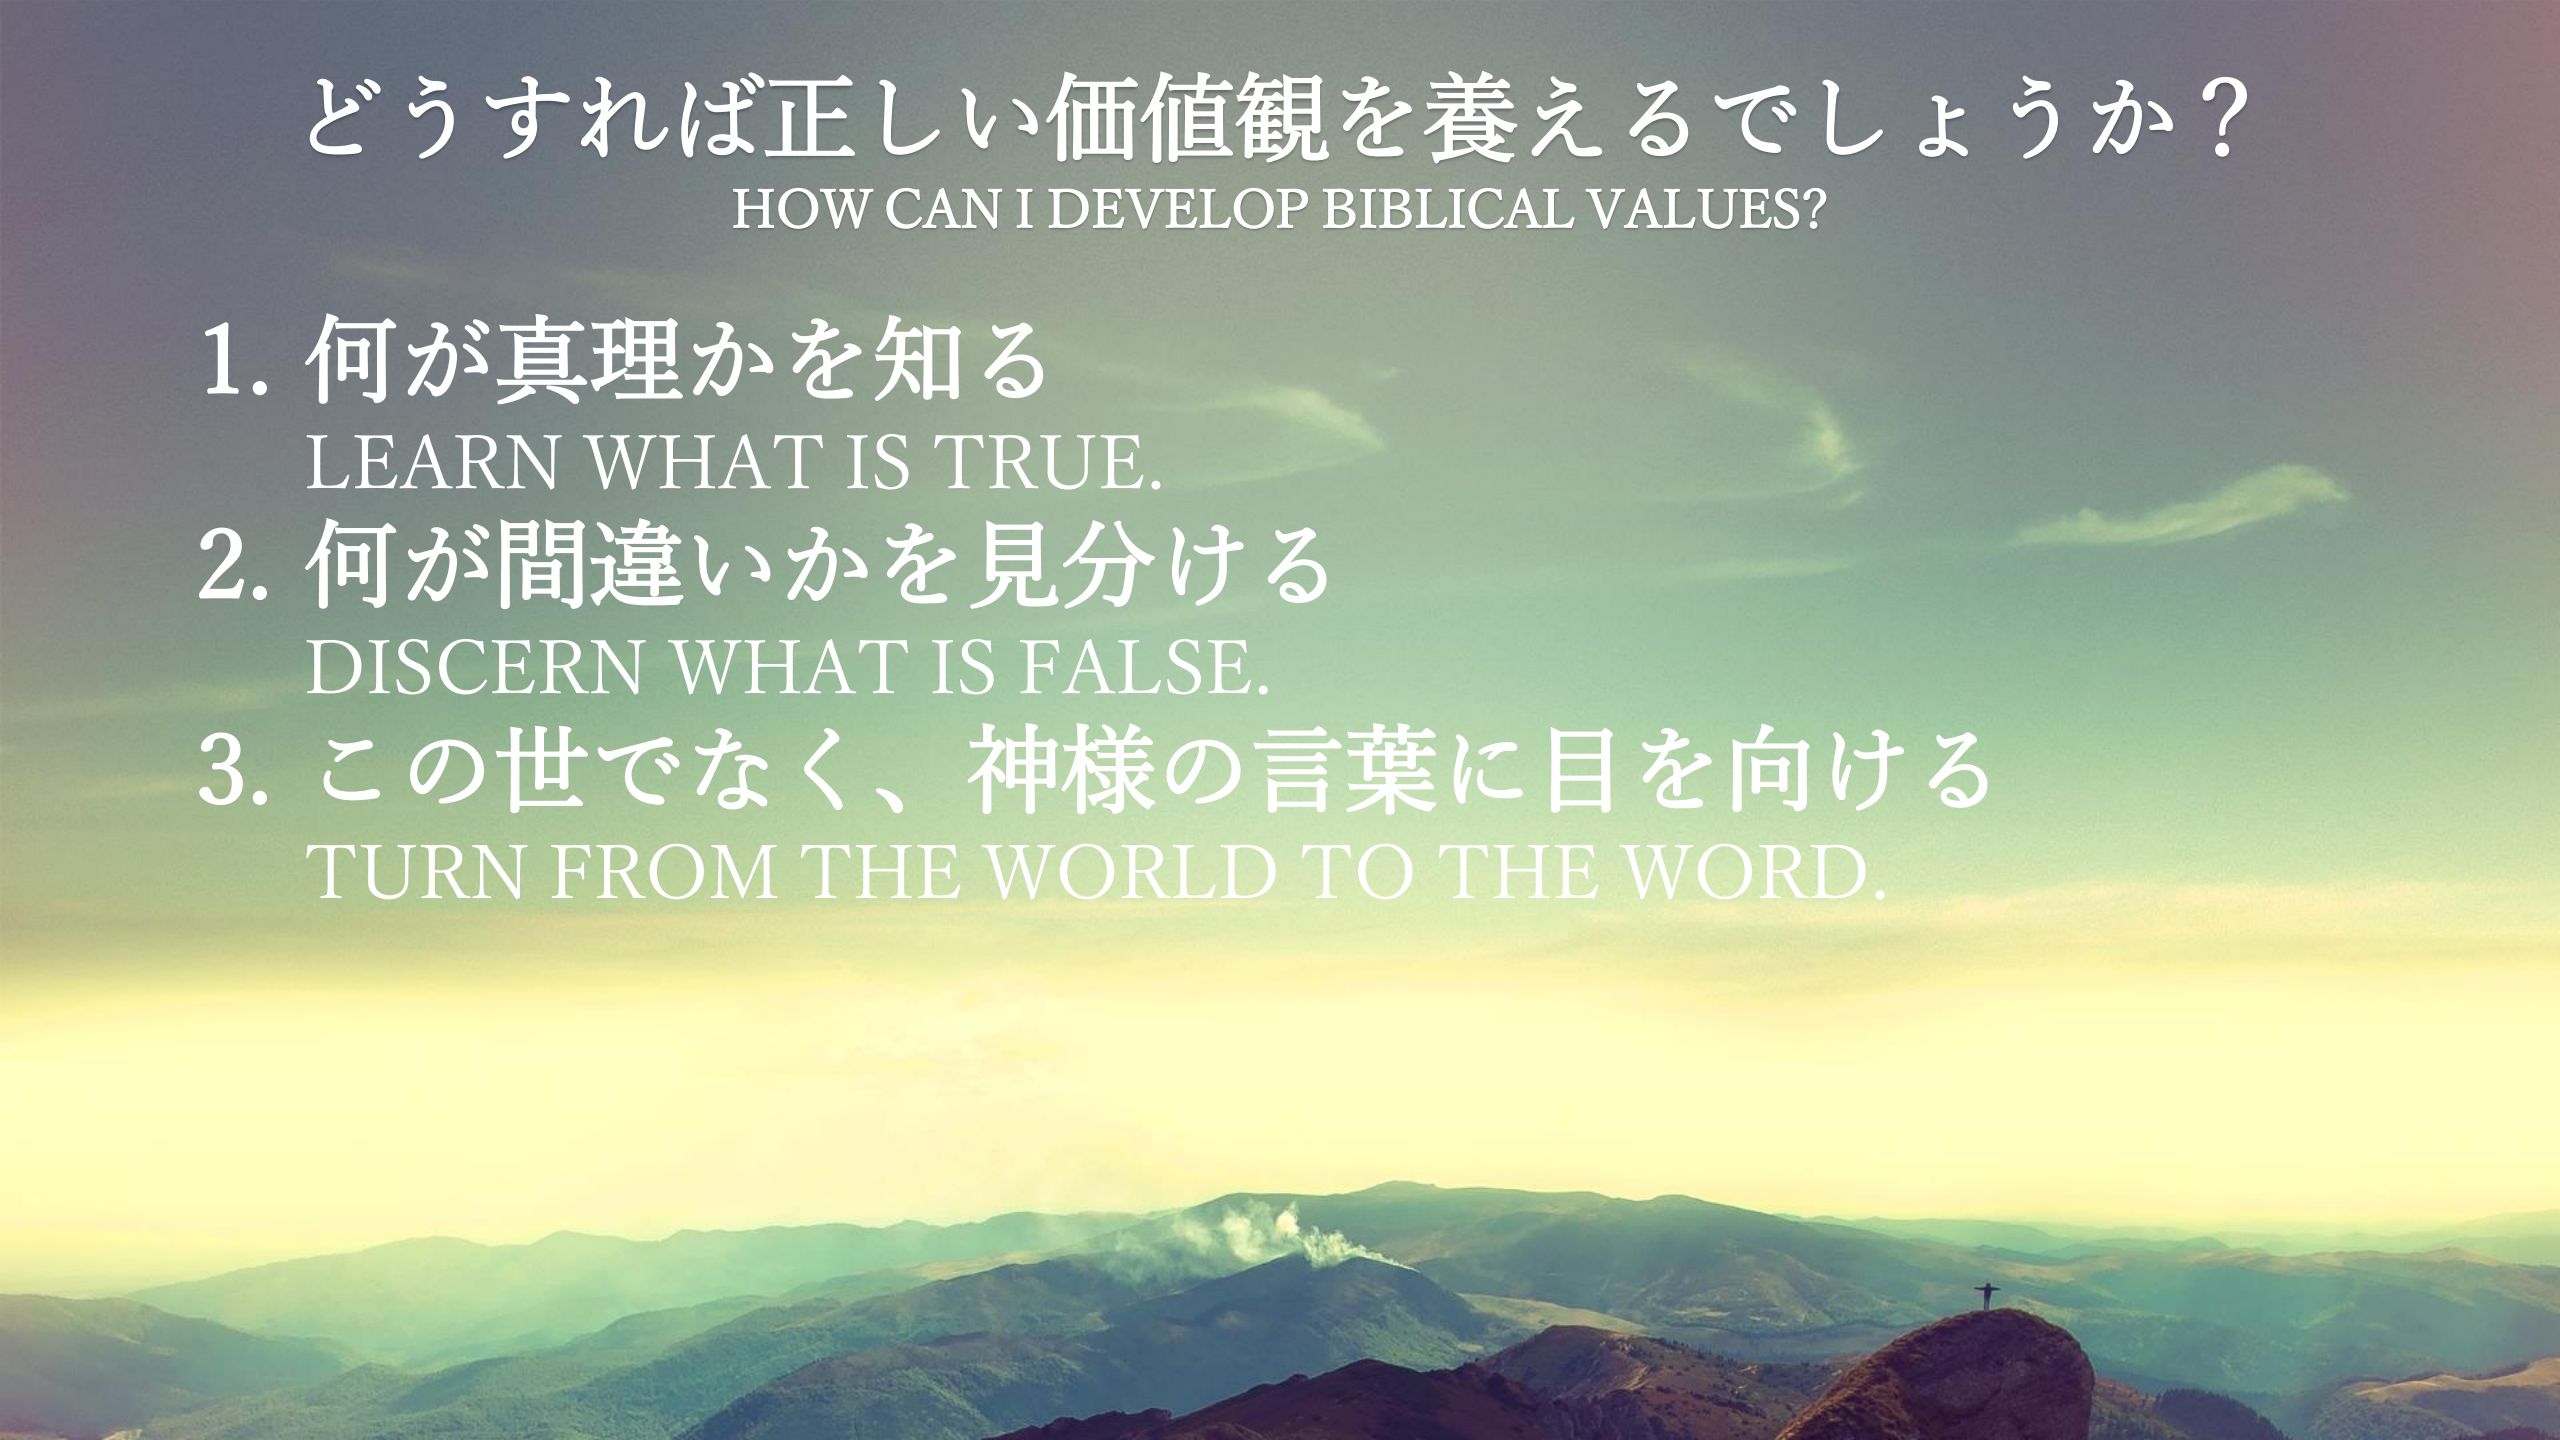 どうすれば正しい価値観を養えるでしょうか？
HOW CAN I DEVELOP BIBLICAL VALUES?
1. 何が真理かを知る
LEARN WHAT IS TRUE.
2. 何が間違いかを見分ける
DISCERN WHAT IS FALSE.
3. この世でなく、神様の言葉に目を向ける
TURN FROM THE WORLD TO THE WORD.